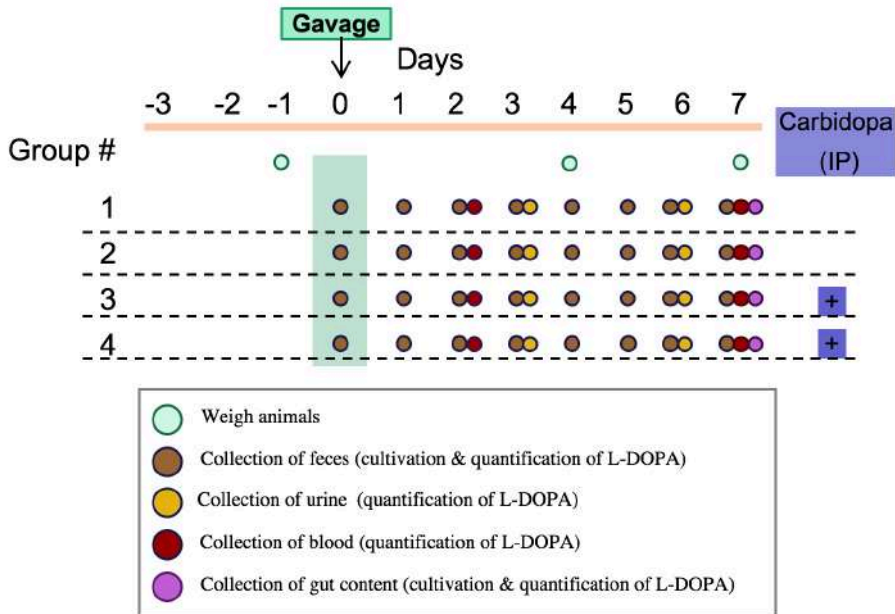 Gavage
Days
-3 -2 -1 0 1 2 3 4 5 6 7
Carbidopa
(IP)
Group #
1
2
3 +
4 +
Weigh animals
Collection of feces (cultivation & quantification of L-DOPA)
Collection of urine (quantification of L-DOPA)
Collection of blood (quantification of L-DOPA)
Collection of gut content (cultivation & quantification of L-DOPA)